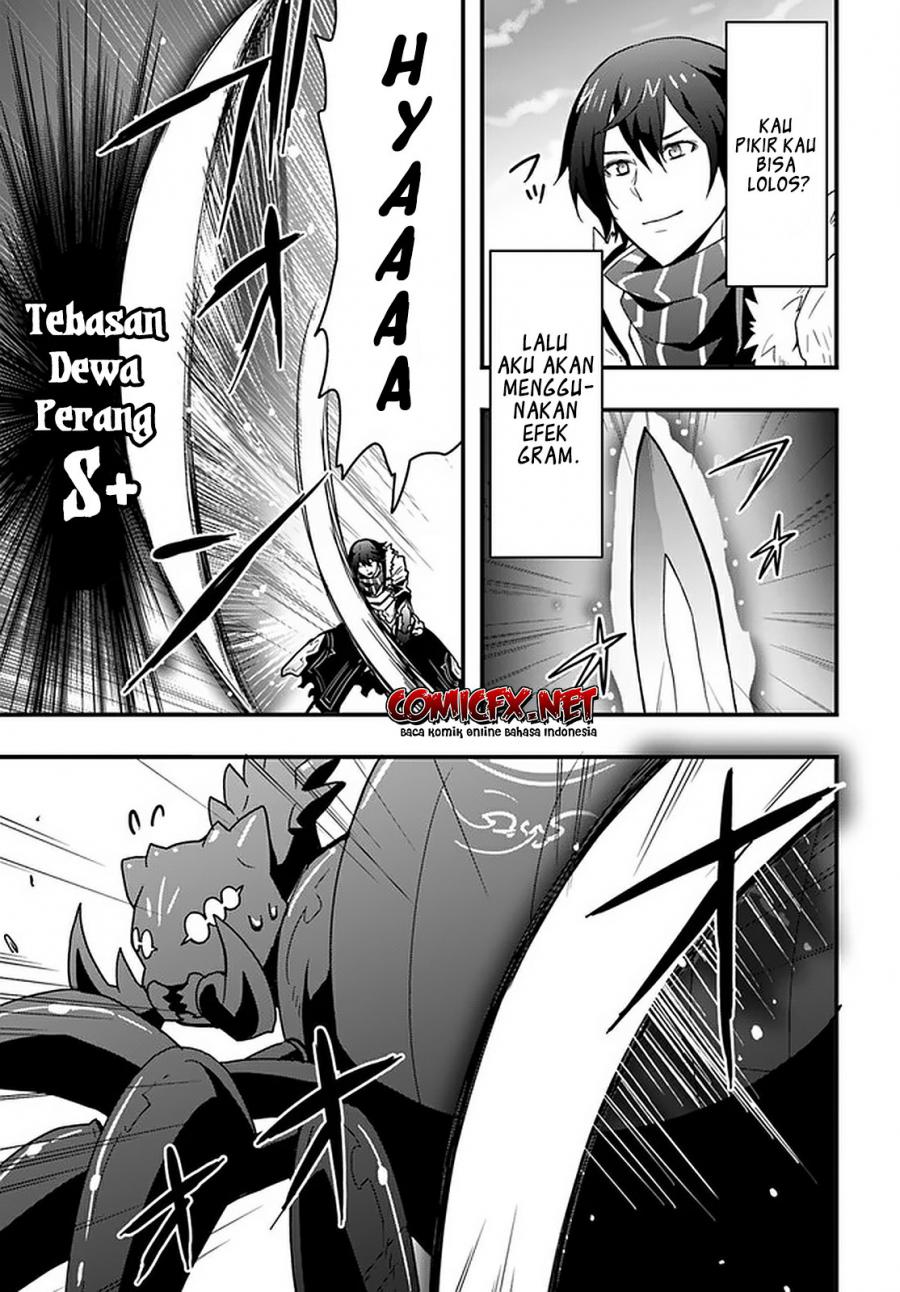 KAU
PIKIR KAU
BISA
LOLOS?
LALU
AKU AKAN
MENGGU-
NAKAN
EFEK
GRAM.
HYAAAAA
Tebasan
Dewa
Perang
S+
COMICFX.NET
Baca Komik Online Bahasa Indonesia